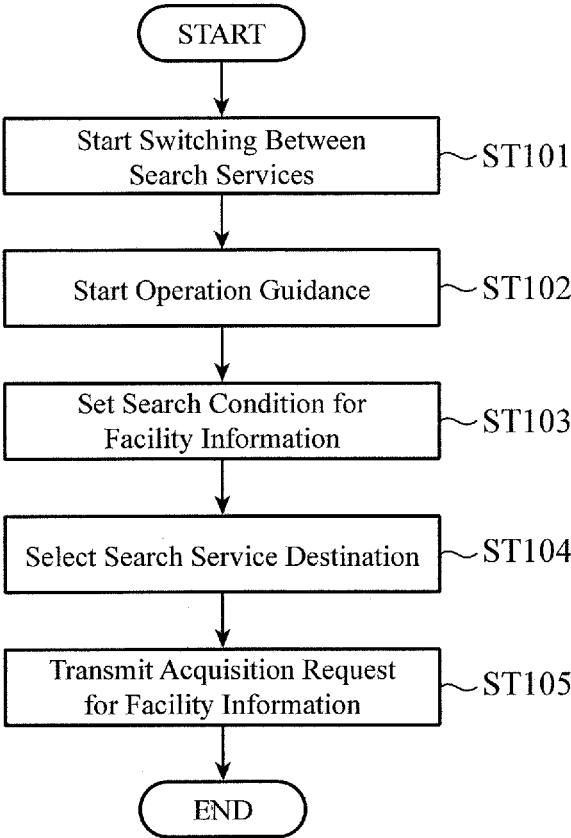 START
Start Switching Between
Search Services
ST101
Start Operation Guidance
ST102
Set Search Condition for
Facility Information
ST103
Select Search Service Destination
ST104
Transmit Acquisition Request
for Facility Information
ST105
END